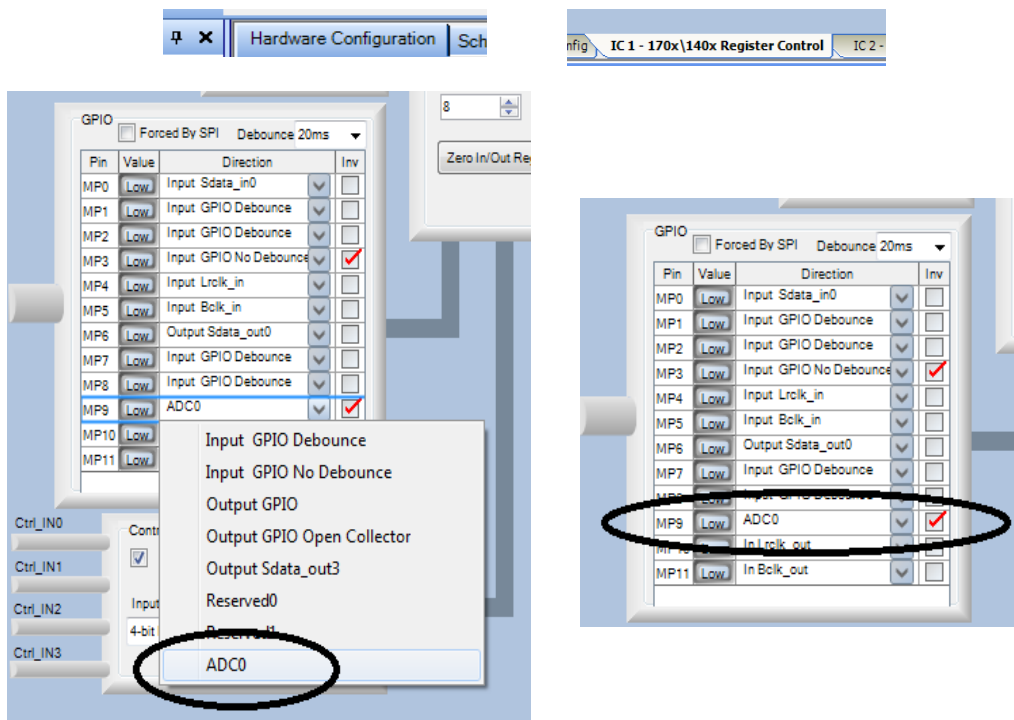 Hardware Configuration Sch
nfig IC 1 - 170x\140x Register Control IC 2 -
GPIO
Forced By SPI Debounce 20ms
Pin Value Direction Inv
MP0 Low Input Sdata_in0
MP1 Low Input GPIO Debounce
MP2 Low Input GPIO Debounce
MP3 Low Input GPIO No Debounce
MP4 Low Input Lrclk_in
MP5 Low Input Bclk_in
MP6 Low Output Sdata_out0
MP7 Low Input GPIO Debounce
MP8 Low Input GPIO Debounce
MP9 Low ADC0
MP10 Low
MP11 Low
Input GPIO Debounce
Input GPIO No Debounce
Output GPIO
Output GPIO Open Collector
Output Sdata_out3
Reserved0
Reserved1
ADC0
8
Zero In/Out Re
Ctrl_IN0
Ctrl_IN1
Ctrl_IN2
Ctrl_IN3
Contr
Input
4-bit
GPIO
Forced By SPI Debounce 20ms
Pin Value Direction Inv
MP0 Low Input Sdata_in0
MP1 Low Input GPIO Debounce
MP2 Low Input GPIO Debounce
MP3 Low Input GPIO No Debounce
MP4 Low Input Lrclk_in
MP5 Low Input Bclk_in
MP6 Low Output Sdata_out0
MP7 Low Input GPIO Debounce
Input GPIO Debounce
MP9 Low ADC0
In Lrclk_out
MP11 Low In Bclk_out